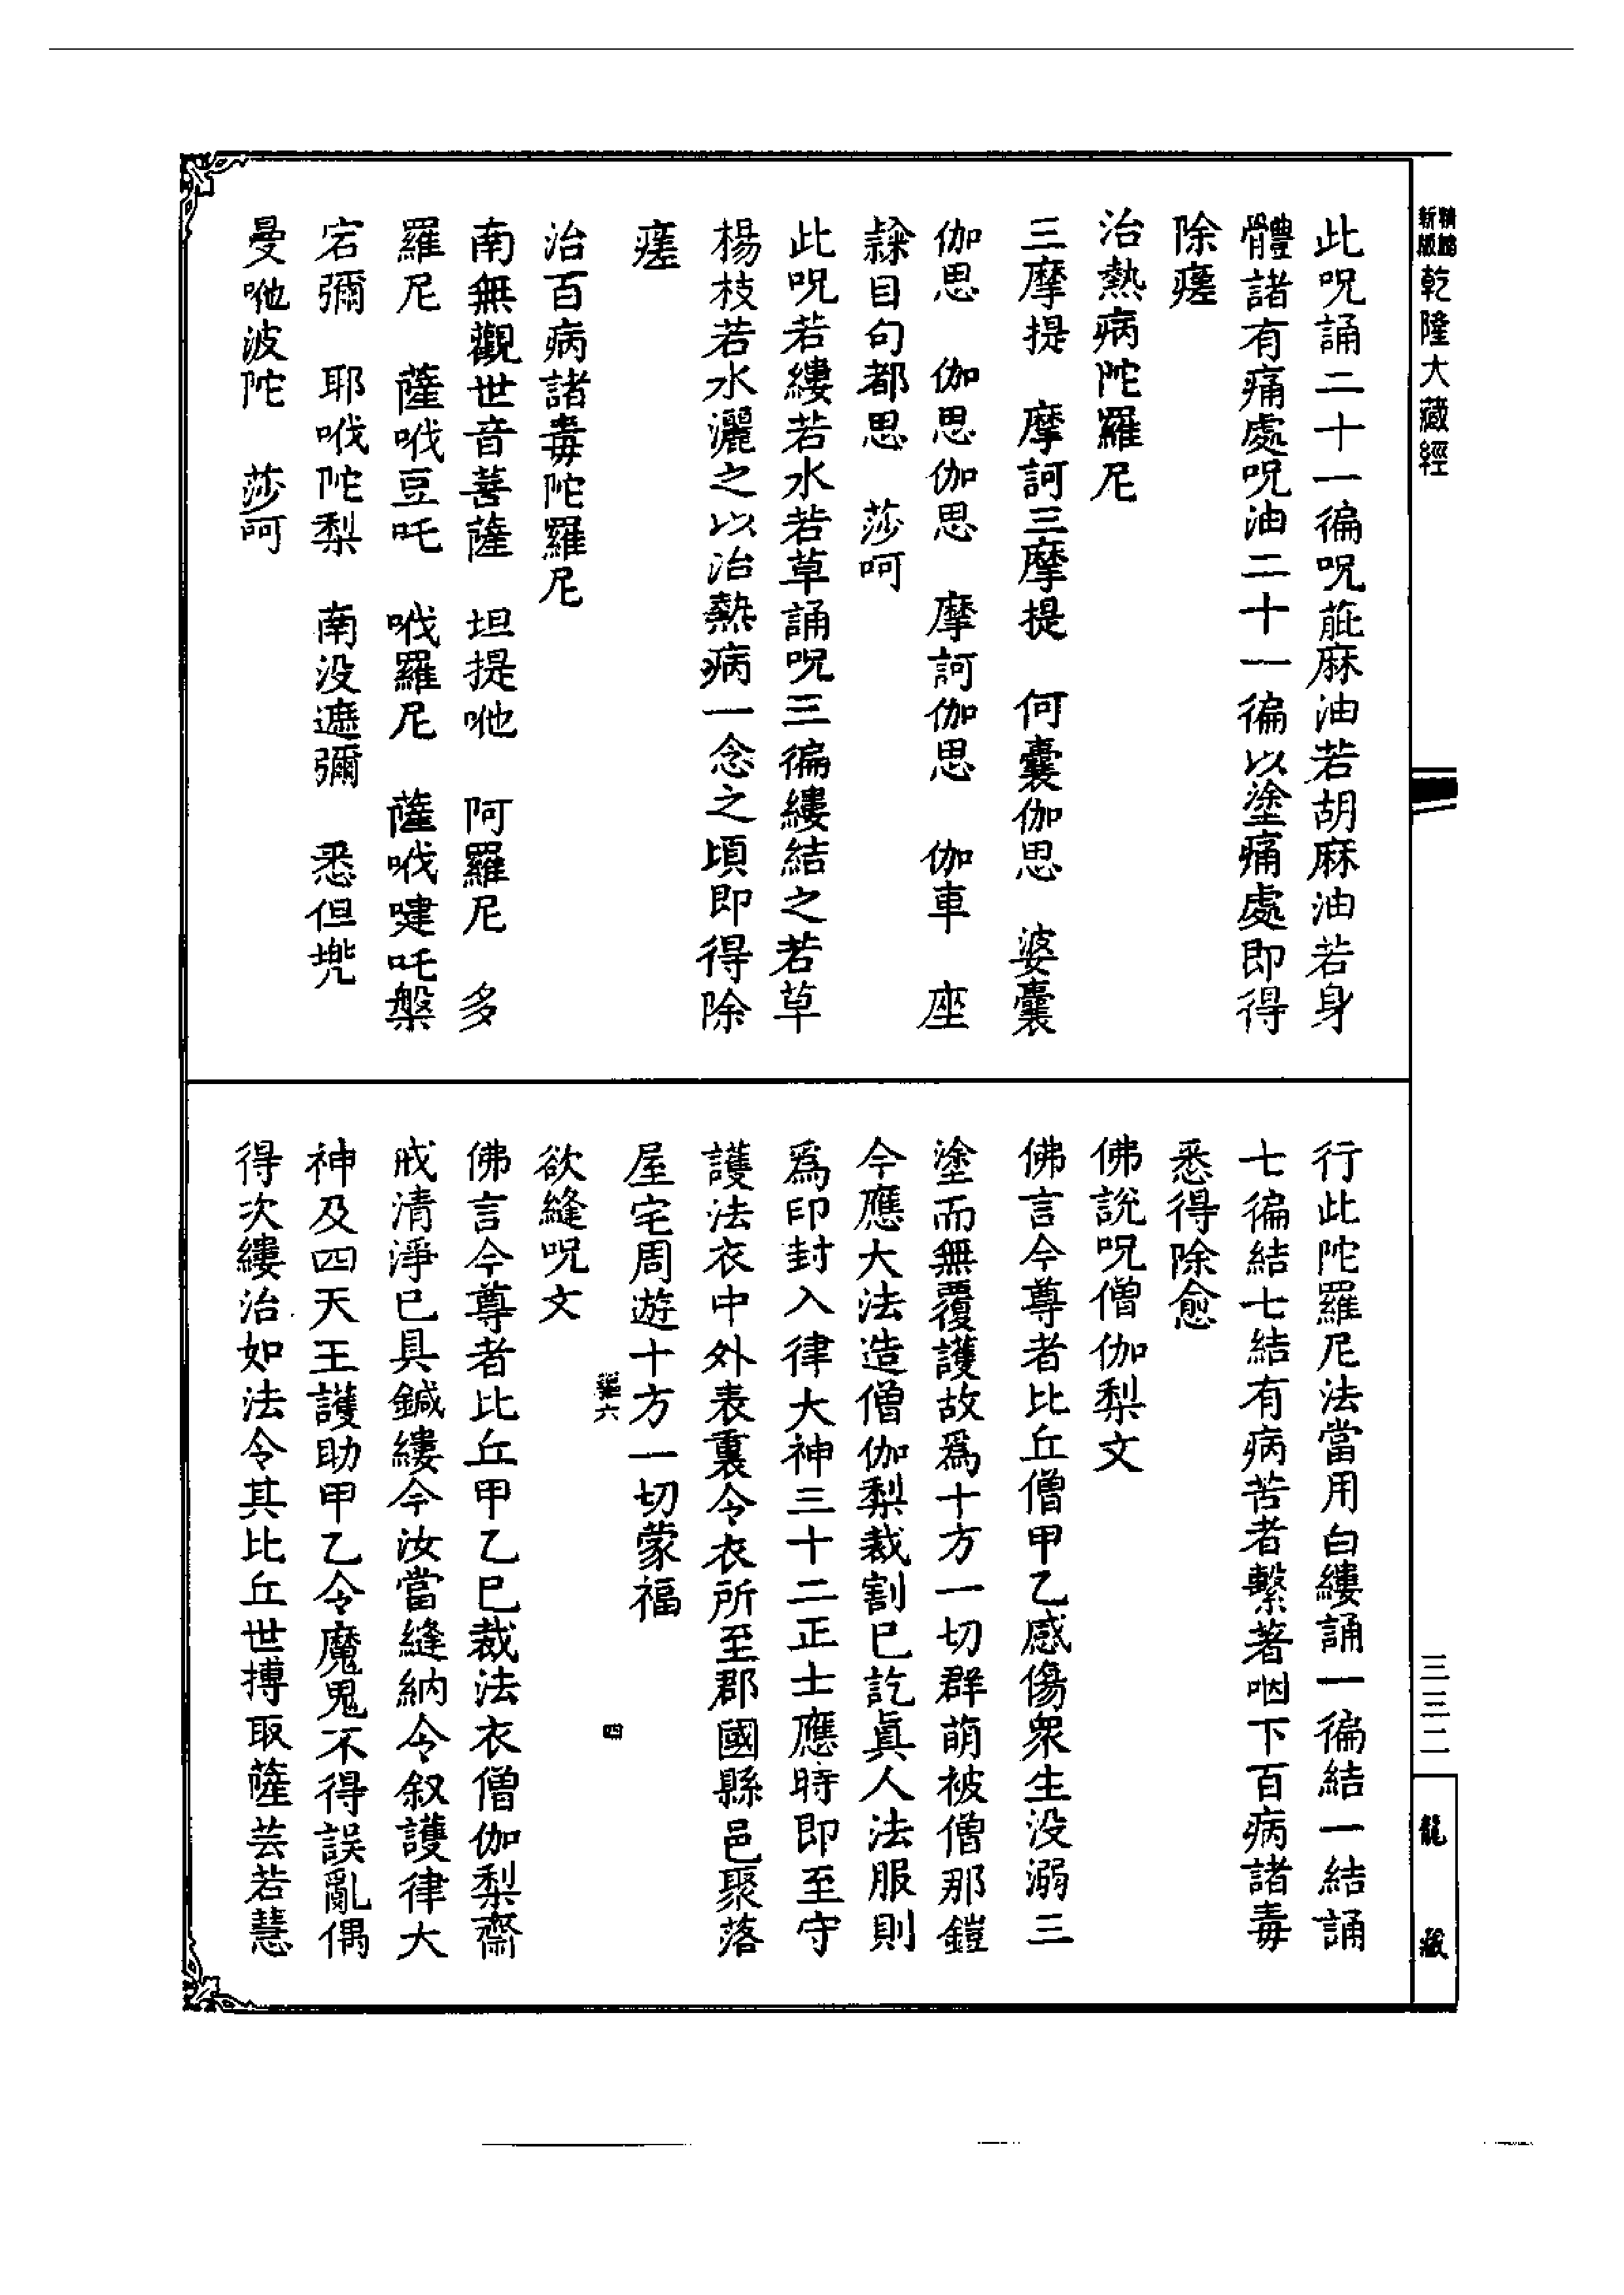 新版
精縮
乾隆大藏經
此呪誦二十一徧呪蓖麻油若胡麻油若身
體諸有痛處呪油二十一徧以塗痛處即得
除瘥
治熱病陀羅尼
三摩提　摩訶三摩提　何囊伽思　婆囊
伽思　伽思伽思　摩訶伽思　伽車　座
目句都思　莎呵
此呪若縷若水若草誦呪三徧縷結之若草
楊枝若水灑之以治熱病一念之頃即得除
瘥
治百病諸毒陀羅尼
南無觀世音菩薩　坦提咃　阿羅尼　多
羅尼　薩哦豆吒　哦羅尼　薩哦啑吒槃
宕彌　耶哦陀梨　南没遮彌　悉但兜
曼咃波陀　莎呵
行此陀羅尼法當用白縷誦一徧結一結誦
七徧結七結有病苦者繫著咽下百病諸毒
悉得除愈
佛說呪僧伽梨文
佛言今尊者比丘僧甲乙感傷衆生没溺三
塗而無覆護故爲十方一切群萌被僧那鎧
今應大法造僧伽梨裁割已訖眞人法服則
爲印封入律大神三十二正士應時即至守
護法衣中外表裏令衣所至郡國縣邑聚落
屋宅周遊十方一切蒙福
六　四
欲縫呪文
佛言今尊者比丘甲乙已裁法衣僧伽梨齋
戒清淨已具鍼縷今汝當縫納令叙護律大
神及四天王護助甲乙令魔鬼不得誤亂偶
得次縷治如法令其比丘世搏取薩芸若慧
三三二
龍藏